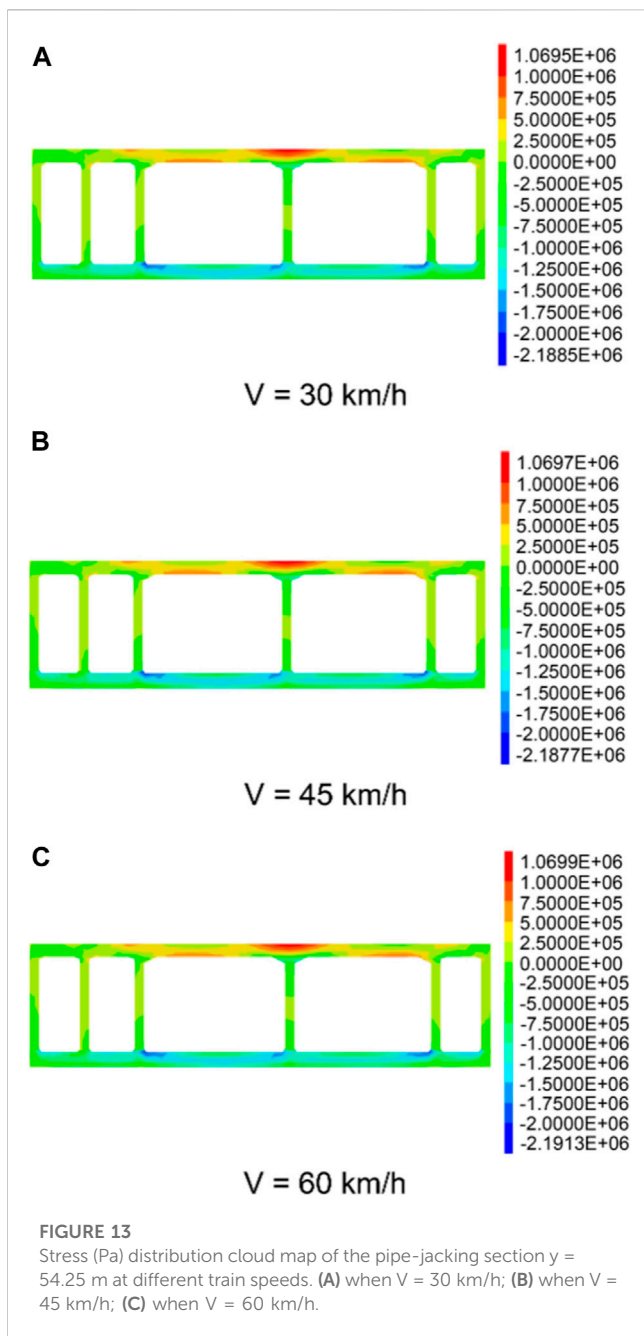 A
1.0695E+06
1.0000E+06
7.5000E+05
5.0000E+05
2.5000E+05
0.0000E+00
-2.5000E+05
-5.0000E+05
-7.5000E+05
-1.0000E+06
-1.2500E+06
-1.5000E+06
-1.7500E+06
-2.0000E+06
-2.1885E+06
V = 30 km/h
B
1.0697E+06
1.0000E+06
7.5000E+05
5.0000E+05
2.5000E+05
0.0000E+00
-2.5000E+05
-5.0000E+05
-7.5000E+05
-1.0000E+06
-1.2500E+06
-1.5000E+06
-1.7500E+06
-2.0000E+06
-2.1877E+06
V = 45 km/h
C
1.0699E+06
1.0000E+06
7.5000E+05
5.0000E+05
2.5000E+05
0.0000E+00
-2.5000E+05
-5.0000E+05
-7.5000E+05
-1.0000E+06
-1.2500E+06
-1.5000E+06
-1.7500E+06
-2.0000E+06
-2.1913E+06
V = 60 km/h
FIGURE 13
Stress (Pa) distribution cloud map of the pipe-jacking section y =
54.25 m at different train speeds. (A) when V = 30 km/h; (B) when V =
45 km/h; (C) when V = 60 km/h.